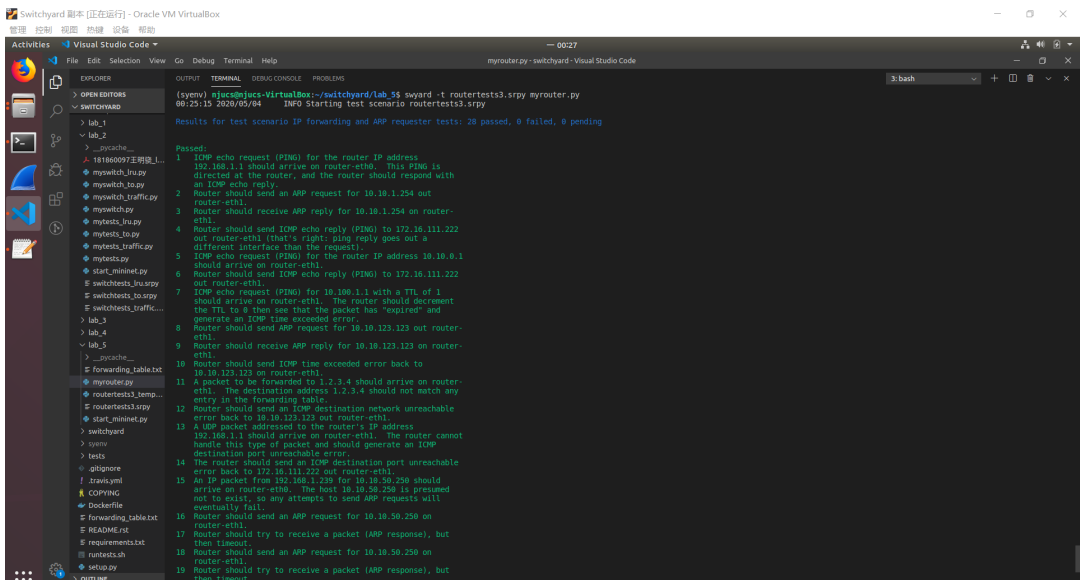 Switchyard 副本 [正在运行] - Oracle VM VirtualBox
管理 控制 视图 热键 设备 帮助
Activities Visual Studio Code 00:27
File Edit Selection View Go Debug Terminal Help myrouter.py - switchyard - Visual Studio Code
EXPLORER
OPEN EDITORS
SWITCHYARD
lab_1
lab_2
__pycache__
181860097王明骁_l...
myswitch_lru.py
myswitch_to.py
myswitch_traffic.py
myswitch.py
mytests_lru.py
mytests_to.py
mytests_traffic.py
mytests.py
start_mininet.py
switchtests_lru.srpy
switchtests_to.srpy
switchtests_traffic....
lab_3
lab_4
lab_5
__pycache__
forwarding_table.txt
myrouter.py
routertests3_temp...
routertests3.srpy
start_mininet.py
switchyard
syenv
tests
.gitignore
.travis.yml
COPYING
Dockerfile
forwarding_table.txt
README.rst
requirements.txt
runtests.sh
setup.py
OUTLINE
OUTPUT TERMINAL DEBUG CONSOLE PROBLEMS 3: bash
(syenv) njucs@njucs-VirtualBox:~/switchyard/lab_5$ swyard -t routertests3.srpy myrouter.py
00:25:15 2020/05/04 INFO Starting test scenario routertests3.srpy
Results for test scenario IP forwarding and ARP requester tests: 28 passed, 0 failed, 0 pending
Passed:
1 ICMP echo request (PING) for the router IP address
192.168.1.1 should arrive on router-eth0. This PING is
directed at the router, and the router should respond with
an ICMP echo reply.
2 Router should send an ARP request for 10.10.1.254 out
router-eth1.
3 Router should receive ARP reply for 10.10.1.254 on router-
eth1.
4 Router should send ICMP echo reply (PING) to 172.16.111.222
out router-eth1 (that's right: ping reply goes out a
different interface than the request).
5 ICMP echo request (PING) for the router IP address 10.10.0.1
should arrive on router-eth1.
6 Router should send ICMP echo reply (PING) to 172.16.111.222
out router-eth1.
7 ICMP echo request (PING) for 10.100.1.1 with a TTL of 1
should arrive on router-eth1. The router should decrement
the TTL to 0 then see that the packet has "expired" and
generate an ICMP time exceeded error.
8 Router should send ARP request for 10.10.123.123 out router-
eth1.
9 Router should receive ARP reply for 10.10.123.123 on router-
eth1.
10 Router should send ICMP time exceeded error back to
10.10.123.123 on router-eth1.
11 A packet to be forwarded to 1.2.3.4 should arrive on router-
eth1. The destination address 1.2.3.4 should not match any
entry in the forwarding table.
12 Router should send an ICMP destination network unreachable
error back to 10.10.123.123 out router-eth1.
13 A UDP packet addressed to the router's IP address
192.168.1.1 should arrive on router-eth1. The router cannot
handle this type of packet and should generate an ICMP
destination port unreachable error.
14 The router should send an ICMP destination port unreachable
error back to 172.16.111.222 out router-eth1.
15 An IP packet from 192.168.1.239 for 10.10.50.250 should
arrive on router-eth0. The host 10.10.50.250 is presumed
not to exist, so any attempts to send ARP requests will
eventually fail.
16 Router should send an ARP request for 10.10.50.250 on
router-eth1.
17 Router should try to receive a packet (ARP response), but
then timeout.
18 Router should send an ARP request for 10.10.50.250 on
router-eth1.
19 Router should try to receive a packet (ARP response), but
then timeout.